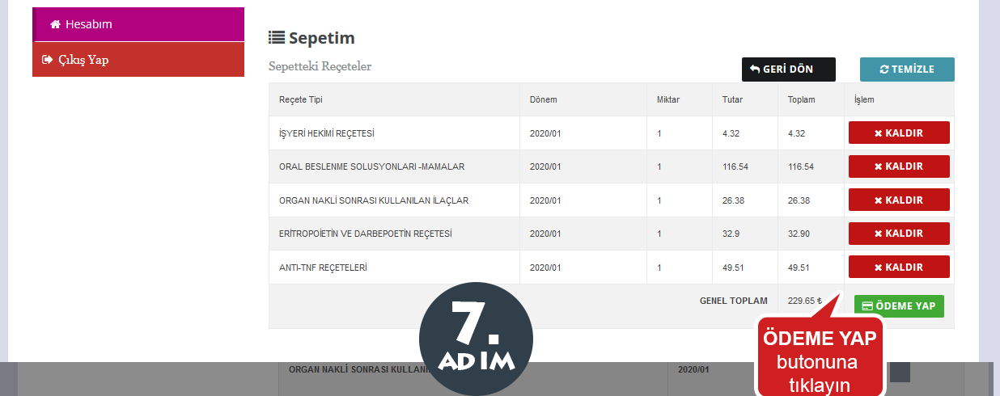 Hesabım
Çıkış Yap
Sepetim
Sepetteki Reçeteler
GERİ DÖN
TEMİZLE
Reçete Tipi Dönem Miktar Tutar Toplam İşlem
İŞYERİ HEKİMİ REÇETESİ 2020/01 1 4.32 4.32 KALDIR
ORAL BESLENME SOLUSYONLARI -MAMALAR 2020/01 1 116.54 116.54 KALDIR
ORGAN NAKLİ SONRASI KULLANILAN İLAÇLAR 2020/01 1 26.38 26.38 KALDIR
ERİTROPOİETİN VE DARBEPOETİN REÇETESİ 2020/01 1 32.9 32.90 KALDIR
ANTI-TNF REÇETELERİ 2020/01 1 49.51 49.51 KALDIR
GENEL TOPLAM 229.65 ₺ ÖDEME YAP
7.
ADIM
ÖDEME YAP
butonuna
tıklayın
ORGAN NAKLİ SONRASI 2020/01